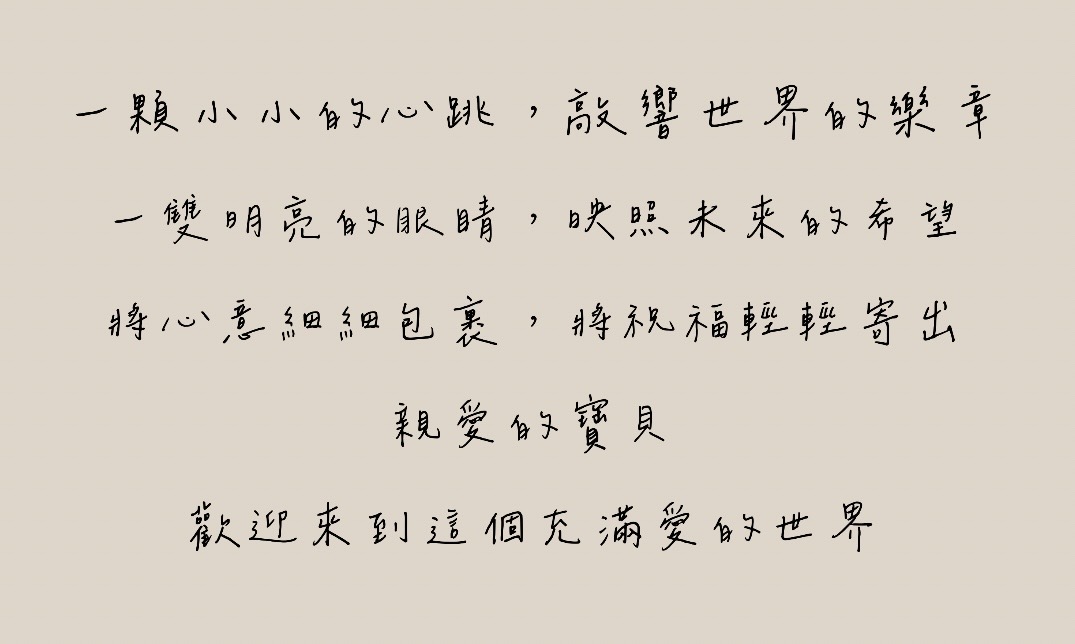 一顆小小的心跳，敲響世界的樂章
一雙明亮的眼睛，映照未來的希望
將心意細細包裹，將祝福輕輕寄出
親愛的寶貝
歡迎來到這個充滿愛的世界